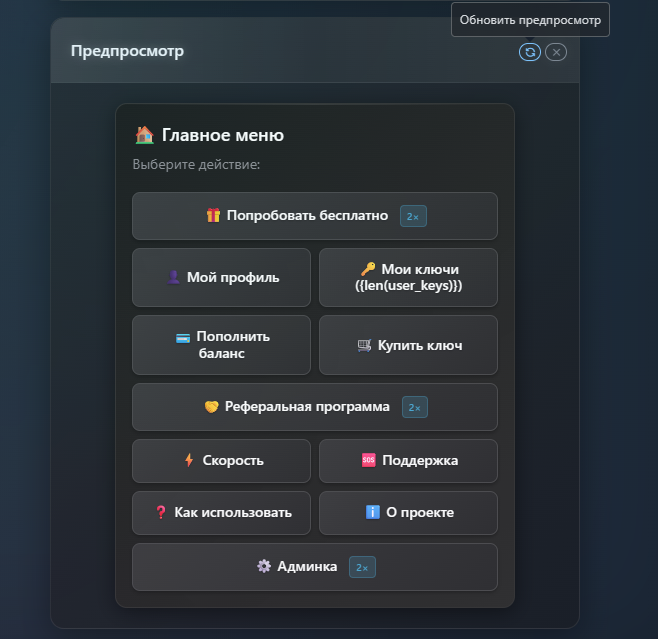 Обновить предпросмотр
Предпросмотр
🏠 Главное меню
Выберите действие:
🎁 Попробовать бесплатно 2×
👤 Мой профиль
🔑 Мои ключи
({len(user_keys)})
💳 Пополнить
баланс
🛒 Купить ключ
🤝 Реферальная программа 2×
⚡ Скорость
🆘 Поддержка
❓ Как использовать
ℹ️ О проекте
⚙️ Админка 2×